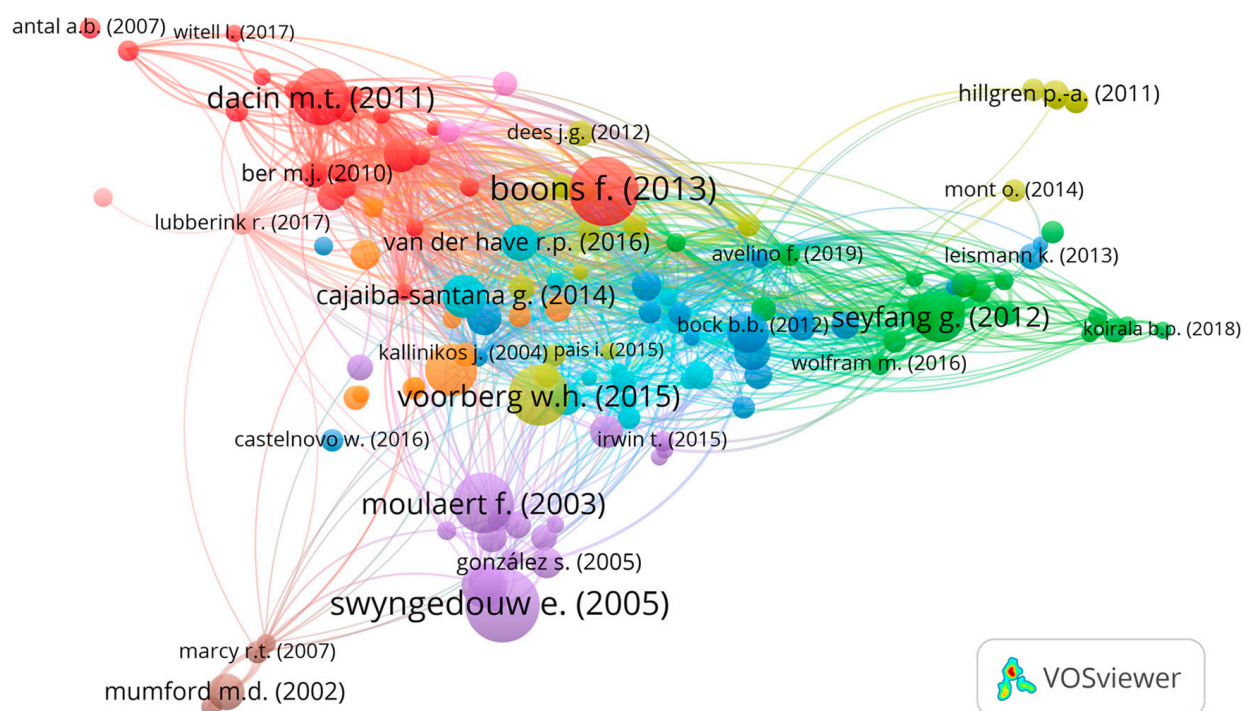 antal a.b. (2007)
witell l. (2017)
dacin m.t. (2011)
hillgren p.-a. (2011)
dees j.g. (2012)
ber m.j. (2010)
boons f. (2013)
mont o. (2014)
lubberink r. (2017)
van der have r.p. (2016)
avelino f. (2019)
leismann k. (2013)
cajaiba-santana g. (2014)
bock b.b. (2012)
seyfang g. (2012)
koirala b.p. (2018)
kallinikos j. (2004)
pais i. (2015)
wolfram m. (2016)
voorberg w.h. (2015)
castelnovo w. (2016)
irwin t. (2015)
moulaert f. (2003)
gonzález s. (2005)
swyngedouw e. (2005)
marcy r.t. (2007)
mumford m.d. (2002)
VOSviewer